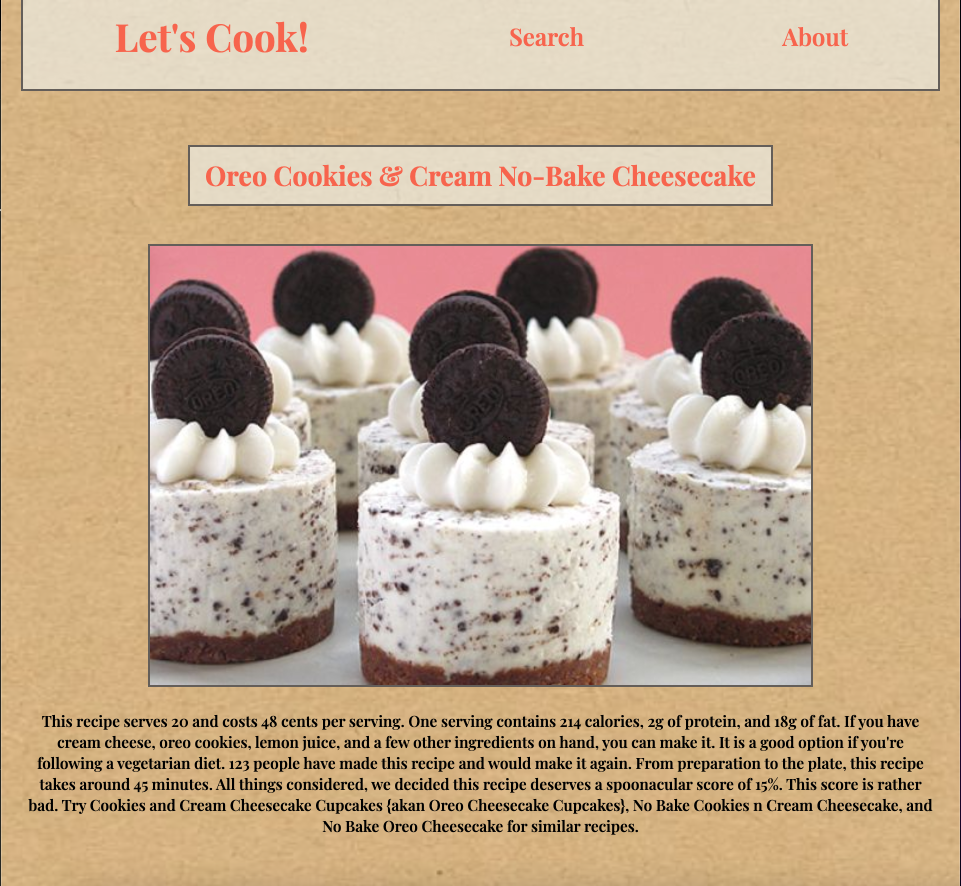 Let's Cook! Search About
Oreo Cookies & Cream No-Bake Cheesecake
OREO OREO OREO
This recipe serves 20 and costs 48 cents per serving. One serving contains 214 calories, 2g of protein, and 18g of fat. If you have
cream cheese, oreo cookies, lemon juice, and a few other ingredients on hand, you can make it. It is a good option if you're
following a vegetarian diet. 123 people have made this recipe and would make it again. From preparation to the plate, this recipe
takes around 45 minutes. All things considered, we decided this recipe deserves a spoonacular score of 15%. This score is rather
bad. Try Cookies and Cream Cheesecake Cupcakes {akan Oreo Cheesecake Cupcakes}, No Bake Cookies n Cream Cheesecake, and
No Bake Oreo Cheesecake for similar recipes.